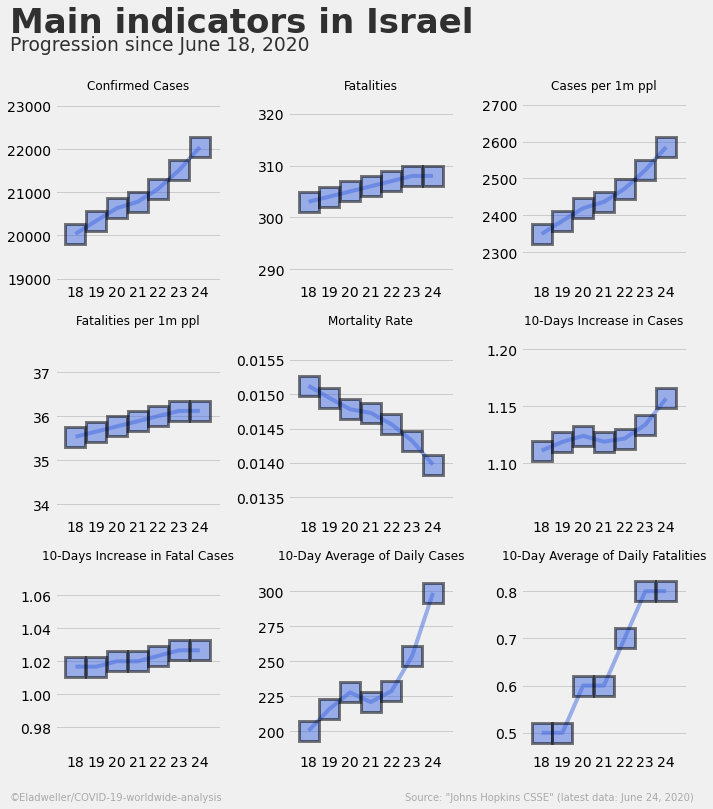 Main indicators in Israel
Progression since June 18, 2020
Confirmed Cases
23000
22000
21000
20000
19000
18 19 20 21 22 23 24
Fatalities
320
310
300
290
18 19 20 21 22 23 24
Cases per 1m ppl
2700
2600
2500
2400
2300
18 19 20 21 22 23 24
Fatalities per 1m ppl
37
36
35
34
18 19 20 21 22 23 24
Mortality Rate
0.0155
0.0150
0.0145
0.0140
0.0135
18 19 20 21 22 23 24
10-Days Increase in Cases
1.20
1.15
1.10
18 19 20 21 22 23 24
10-Days Increase in Fatal Cases
1.06
1.04
1.02
1.00
0.98
18 19 20 21 22 23 24
10-Day Average of Daily Cases
300
275
250
225
200
18 19 20 21 22 23 24
10-Day Average of Daily Fatalities
0.8
0.7
0.6
0.5
18 19 20 21 22 23 24
©Eladweller/COVID-19-worldwide-analysis
Source: "Johns Hopkins CSSE" (latest data: June 24, 2020)